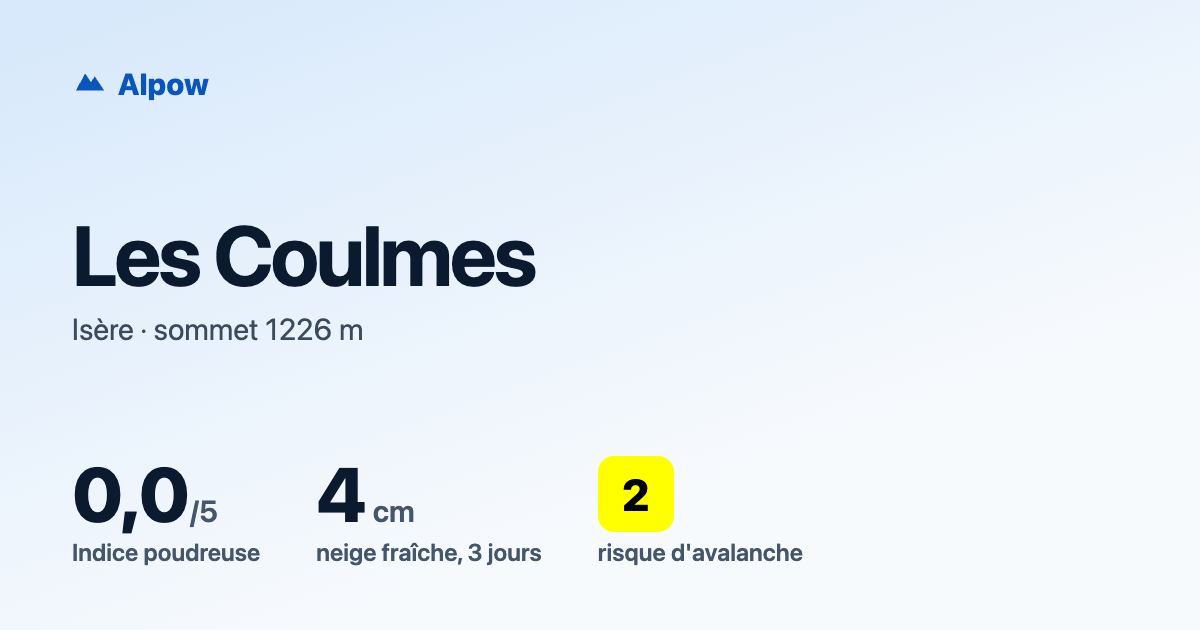 Alpow
Les Coulmes
Isère · sommet 1226 m
0,0/5
Indice poudreuse
4 cm
neige fraîche, 3 jours
2
risque d'avalanche